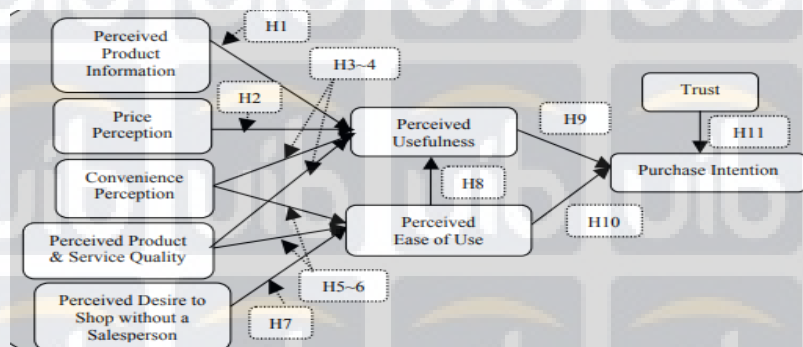 Perceived
Product
Information
H1
H3~4
Price
Perception
H2
Trust
Perceived
Usefulness
H9
H11
Convenience
Perception
H8
Purchase Intention
Perceived Product
& Service Quality
Perceived
Ease of Use
H10
H5~6
Perceived Desire to
Shop without a
Salesperson
H7
uib